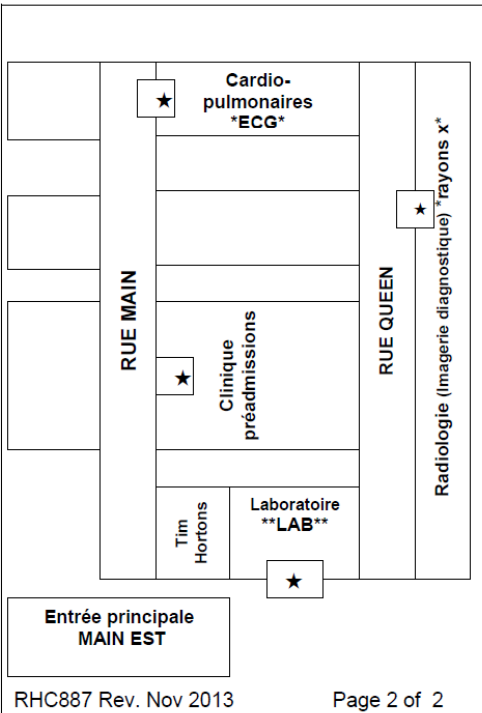 Cardio-
pulmonaires
*ECG*
RUE MAIN
RUE QUEEN
Radiologie (Imagerie diagnostique) *rayons x*
Clinique
préadmissions
Tim
Hortons
Laboratoire
**LAB**
Entrée principale
MAIN EST
RHC887 Rev. Nov 2013 Page 2 of 2